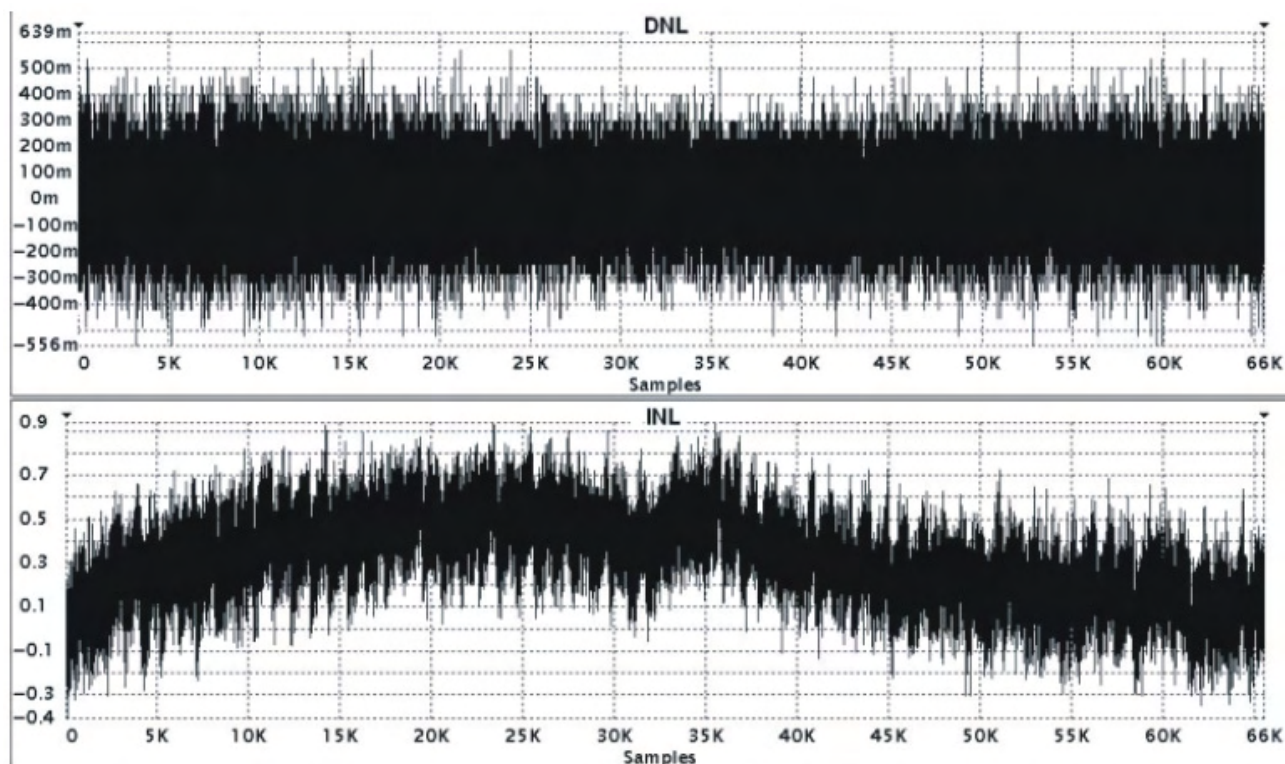 DNL
639m
500m
400m
300m
200m
100m
0m
−100m
−200m
−300m
−400m
−556m
0 5K 10K 15K 20K 25K 30K 35K 40K 45K 50K 55K 60K 66K
Samples
INL
0.9
0.7
0.5
0.3
0.1
−0.1
−0.3
−0.4
0 5K 10K 15K 20K 25K 30K 35K 40K 45K 50K 55K 60K 66K
Samples